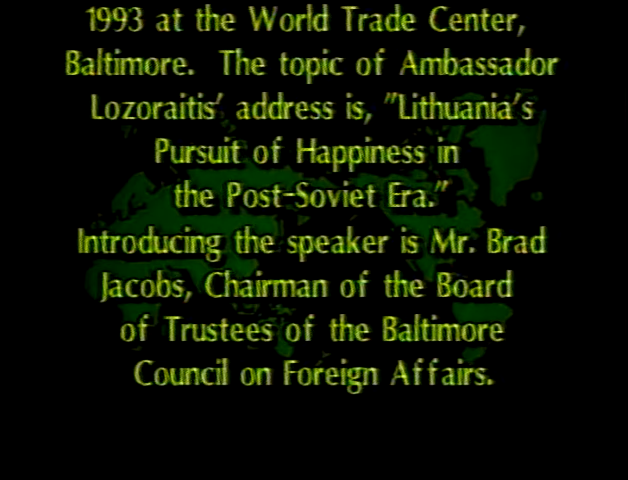 1993 at the World Trade Center,
Baltimore. The topic of Ambassador
Lozoraitis' address is, "Lithuania's
Pursuit of Happiness in
the Post-Soviet Era."
Introducing the speaker is Mr. Brad
Jacobs, Chairman of the Board
of Trustees of the Baltimore
Council on Foreign Affairs.